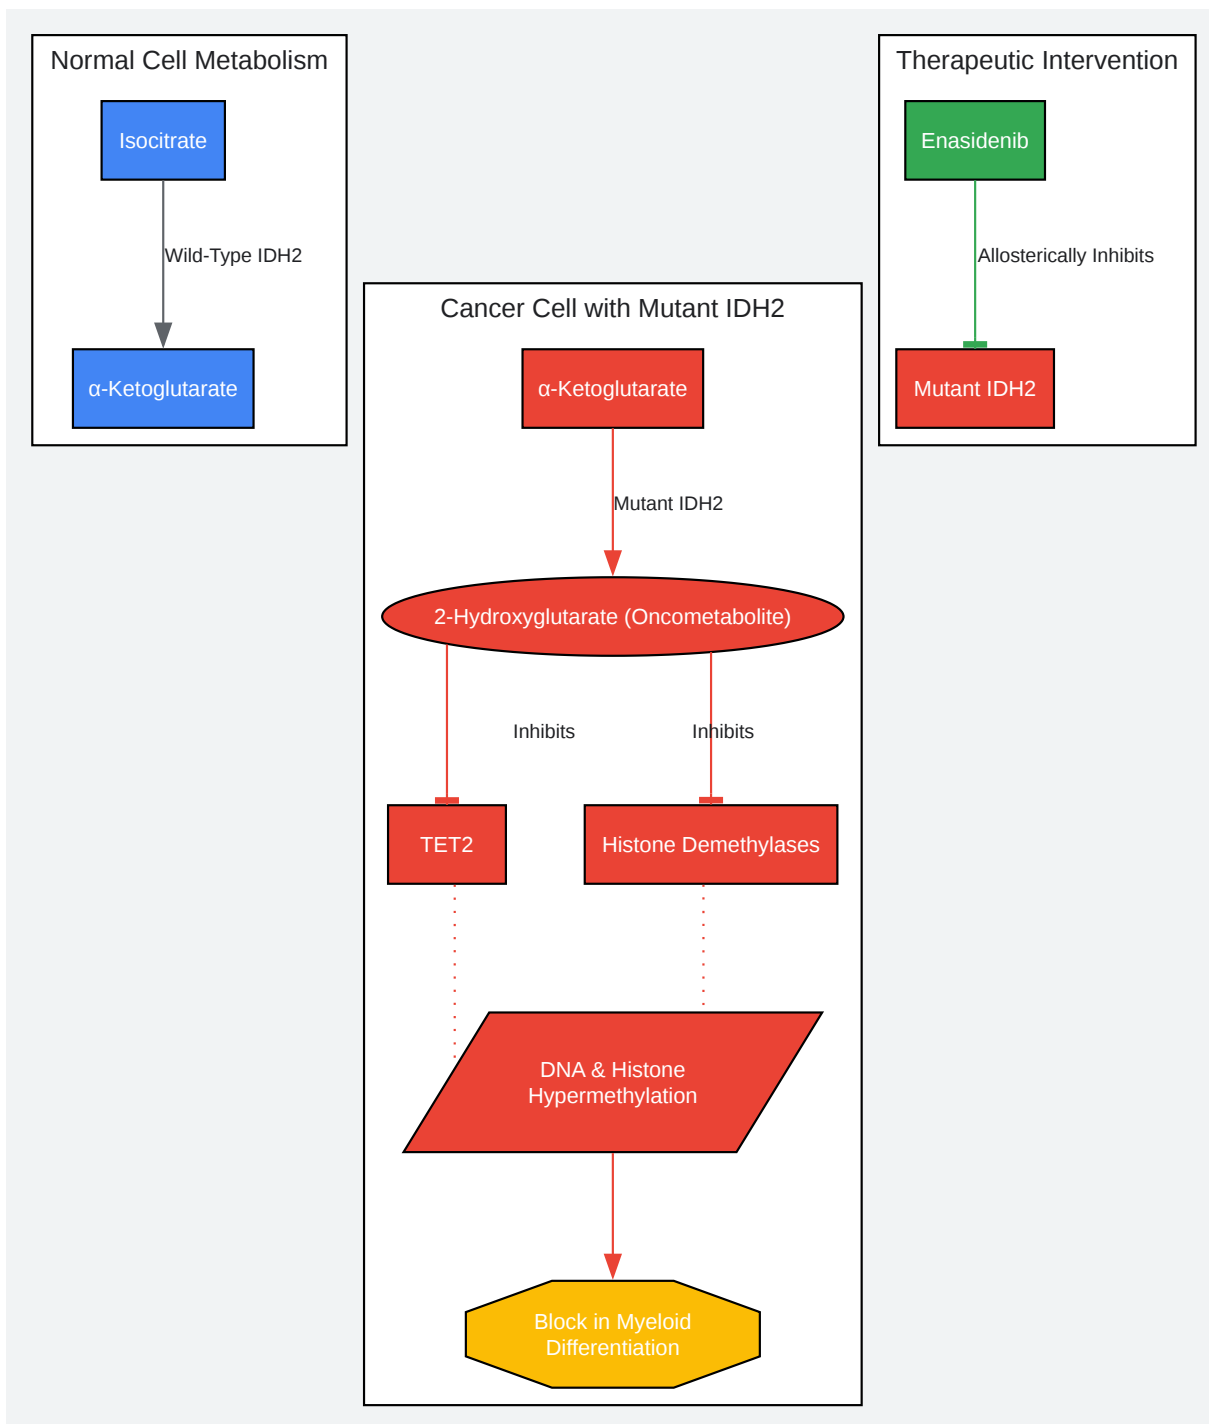 Normal Cell Metabolism
Isocitrate
Wild-Type IDH2
α-Ketoglutarate
Cancer Cell with Mutant IDH2
α-Ketoglutarate
Mutant IDH2
2-Hydroxyglutarate (Oncometabolite)
Inhibits
Inhibits
TET2
Histone Demethylases
DNA & Histone
Hypermethylation
Block in Myeloid
Differentiation
Therapeutic Intervention
Enasidenib
Allosterically Inhibits
Mutant IDH2